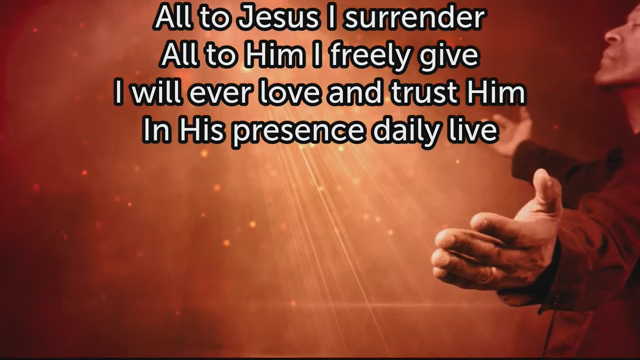 All to Jesus I surrender
All to Him I freely give
I will ever love and trust Him
In His presence daily live